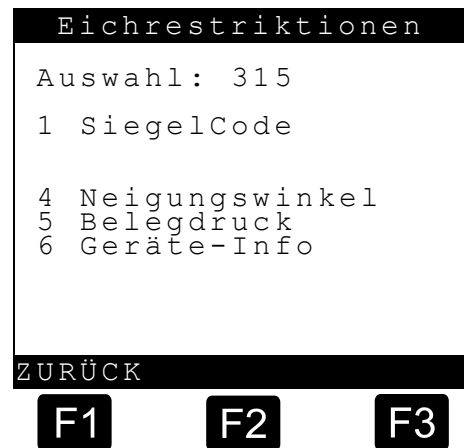 Eichrestriktionen
Auswahl: 315
1 SiegelCode
4 Neigungswinkel
5 Belegdruck
6 Geräte-Info
ZURÜCK
F1 F2 F3